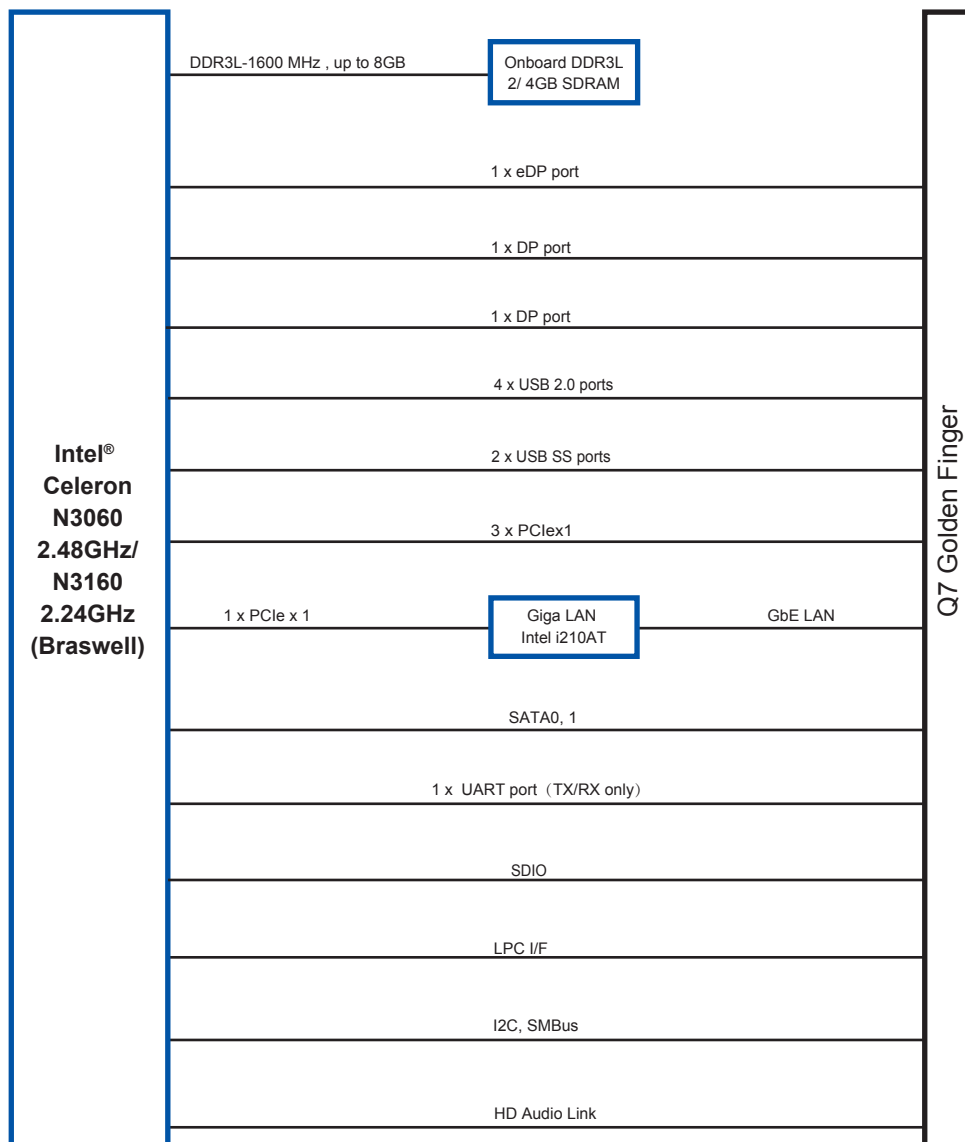 DDR3L-1600 MHz , up to 8GB
Onboard DDR3L
2/ 4GB SDRAM
1 x eDP port
1 x DP port
1 x DP port
4 x USB 2.0 ports
2 x USB SS ports
3 x PCIex1
Intel®
Celeron
N3060
2.48GHz/
N3160
2.24GHz
(Braswell)
1 x PCIe x 1
Giga LAN
Intel i210AT
GbE LAN
SATA0, 1
1 x  UART port（TX/RX only）
SDIO
LPC I/F
I2C, SMBus
HD Audio Link
Q7 Golden Finger